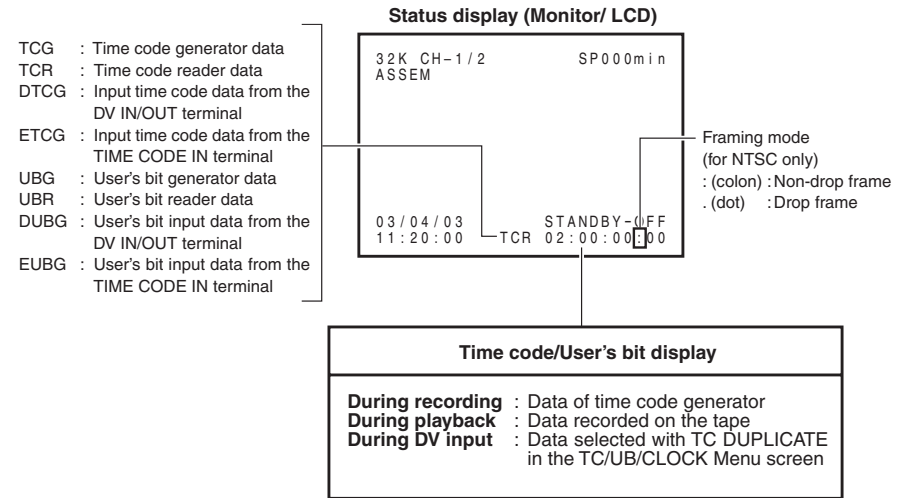 Status display (Monitor/ LCD)
TCG : Time code generator data
TCR : Time code reader data
DTCG : Input time code data from the
DV IN/OUT terminal
ETCG : Input time code data from the
TIME CODE IN terminal
UBG : User's bit generator data
UBR : User's bit reader data
DUBG : User's bit input data from the
DV IN/OUT terminal
EUBG : User's bit input data from the
TIME CODE IN terminal
32K CH–1/2 SP000min
ASSEM
03/04/03 STANDBY–OFF
11:20:00 TCR 02:00:00:00
Framing mode
(for NTSC only)
: (colon) : Non-drop frame
. (dot) : Drop frame
Time code/User's bit display
During recording : Data of time code generator
During playback : Data recorded on the tape
During DV input : Data selected with TC DUPLICATE
in the TC/UB/CLOCK Menu screen